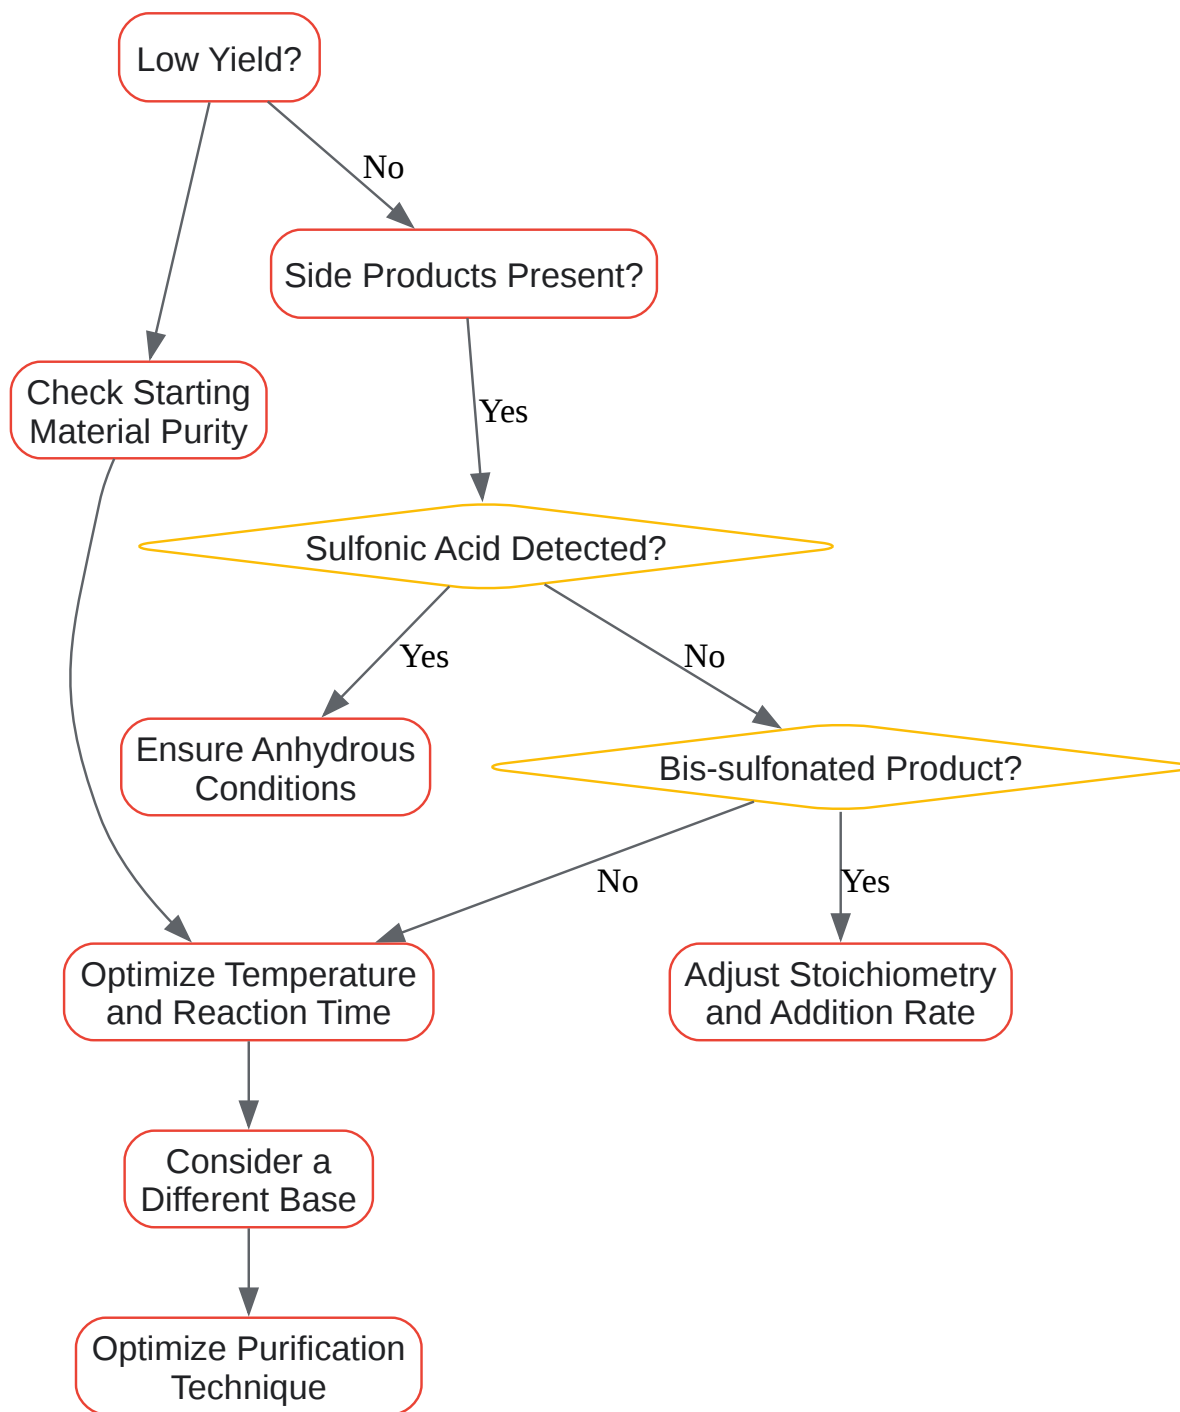 Low Yield?
No
Side Products Present?
Check Starting
Material Purity
Yes
Sulfonic Acid Detected?
Yes
No
Ensure Anhydrous
Conditions
Bis-sulfonated Product?
No
Yes
Optimize Temperature
and Reaction Time
Adjust Stoichiometry
and Addition Rate
Consider a
Different Base
Optimize Purification
Technique